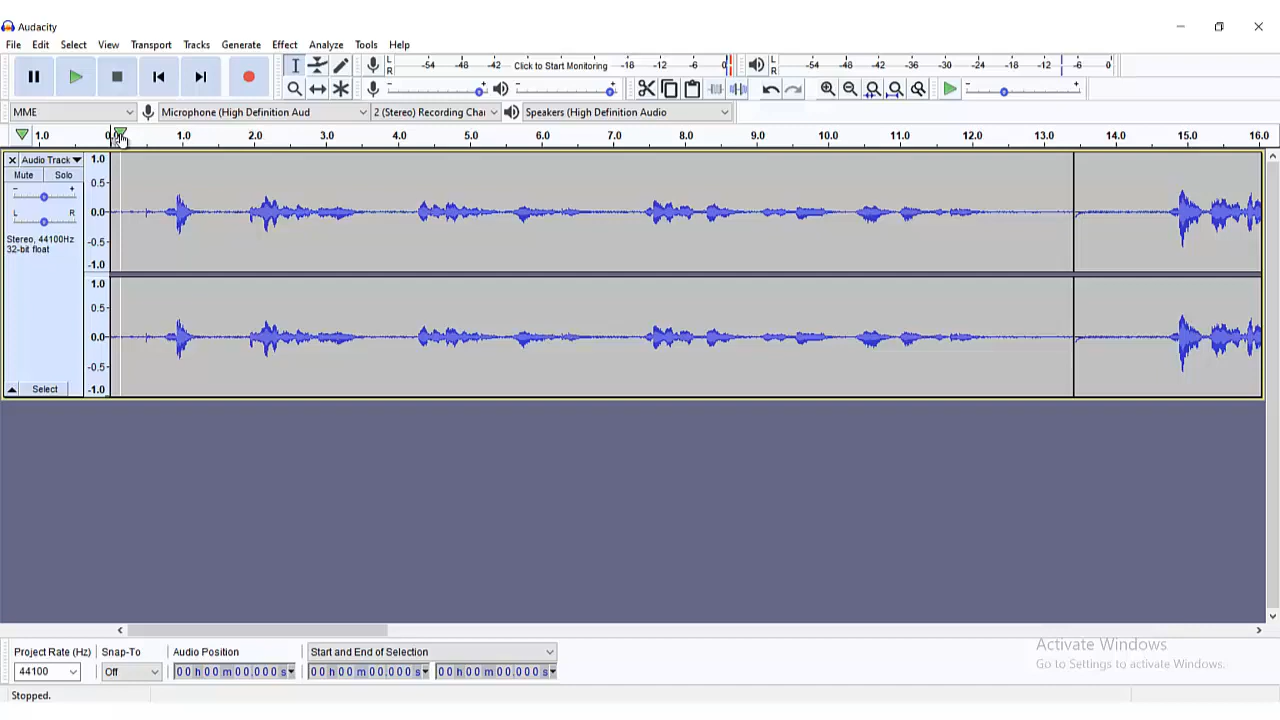 Audacity
File Edit Select View Transport Tracks Generate Effect Analyze Tools Help
L R -54 -48 -42 Click to Start Monitoring -18 -12 -6 0 L R -54 -48 -42 -36 -30 -24 -18 -12 -6 0
- + - + - +
MME Microphone (High Definition Aud 2 (Stereo) Recording Chai Speakers (High Definition Audio
1.0 0.0 1.0 2.0 3.0 4.0 5.0 6.0 7.0 8.0 9.0 10.0 11.0 12.0 13.0 14.0 15.0 16.0
Audio Track 1.0
Mute Solo
- + 0.5
L R 0.0
Stereo, 44100Hz
32-bit float
-0.5
-1.0
1.0
0.5
0.0
-0.5
Select -1.0
Project Rate (Hz) Snap-To Audio Position Start and End of Selection
44100 Off 00 h 00 m 00.000 s 00 h 00 m 00.000 s 00 h 00 m 00.000 s
Activate Windows
Go to Settings to activate Windows.
Stopped.